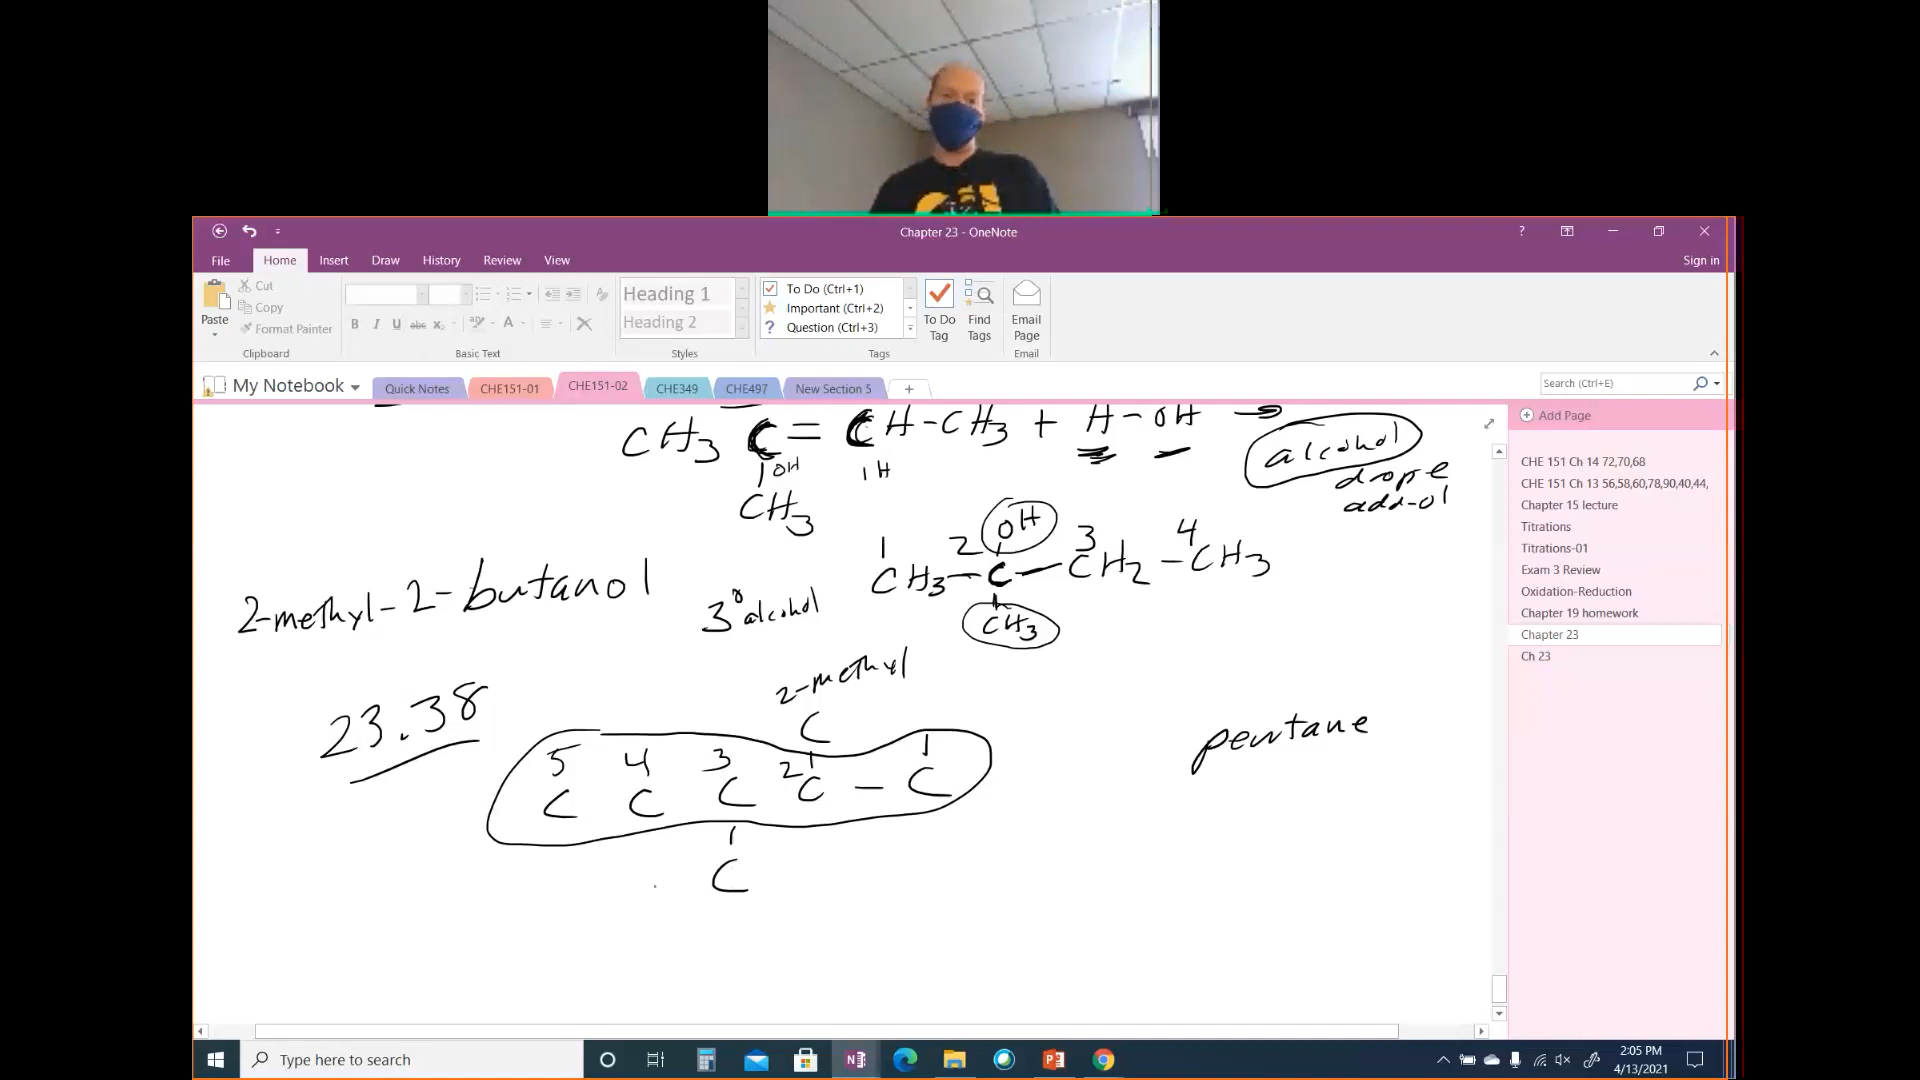 Chapter 23 - OneNote
?
File Home Insert Draw History Review View
Sign in
Paste
Cut
Copy
Format Painter
Clipboard
B I U abc x₂ A
Basic Text
Heading 1
Heading 2
Styles
To Do (Ctrl+1)
Important (Ctrl+2)
? Question (Ctrl+3)
Tags
To Do Tag
Find Tags
Email Page
Email
My Notebook
Quick Notes CHE151-01 CHE151-02 CHE349 CHE497 New Section 5 +
Search (Ctrl+E)
Add Page
CHE 151 Ch 14 72,70,68
CHE 151 Ch 13 56,58,60,78,90,40,44,
Chapter 15 lecture
Titrations
Titrations-01
Exam 3 Review
Oxidation-Reduction
Chapter 19 homework
Chapter 23
Ch 23
CH3 C = CH-CH3 + H-OH →
OH H
CH3
alcohol
drop e
add -ol
OH
1 2 3 4
CH3-C-CH2-CH3
CH3
2-methyl-2-butanol
3° alcohol
23.38
2-methyl
C
5 4 3 2 1
C C C C - C
C
pentane
Type here to search
2:05 PM
4/13/2021